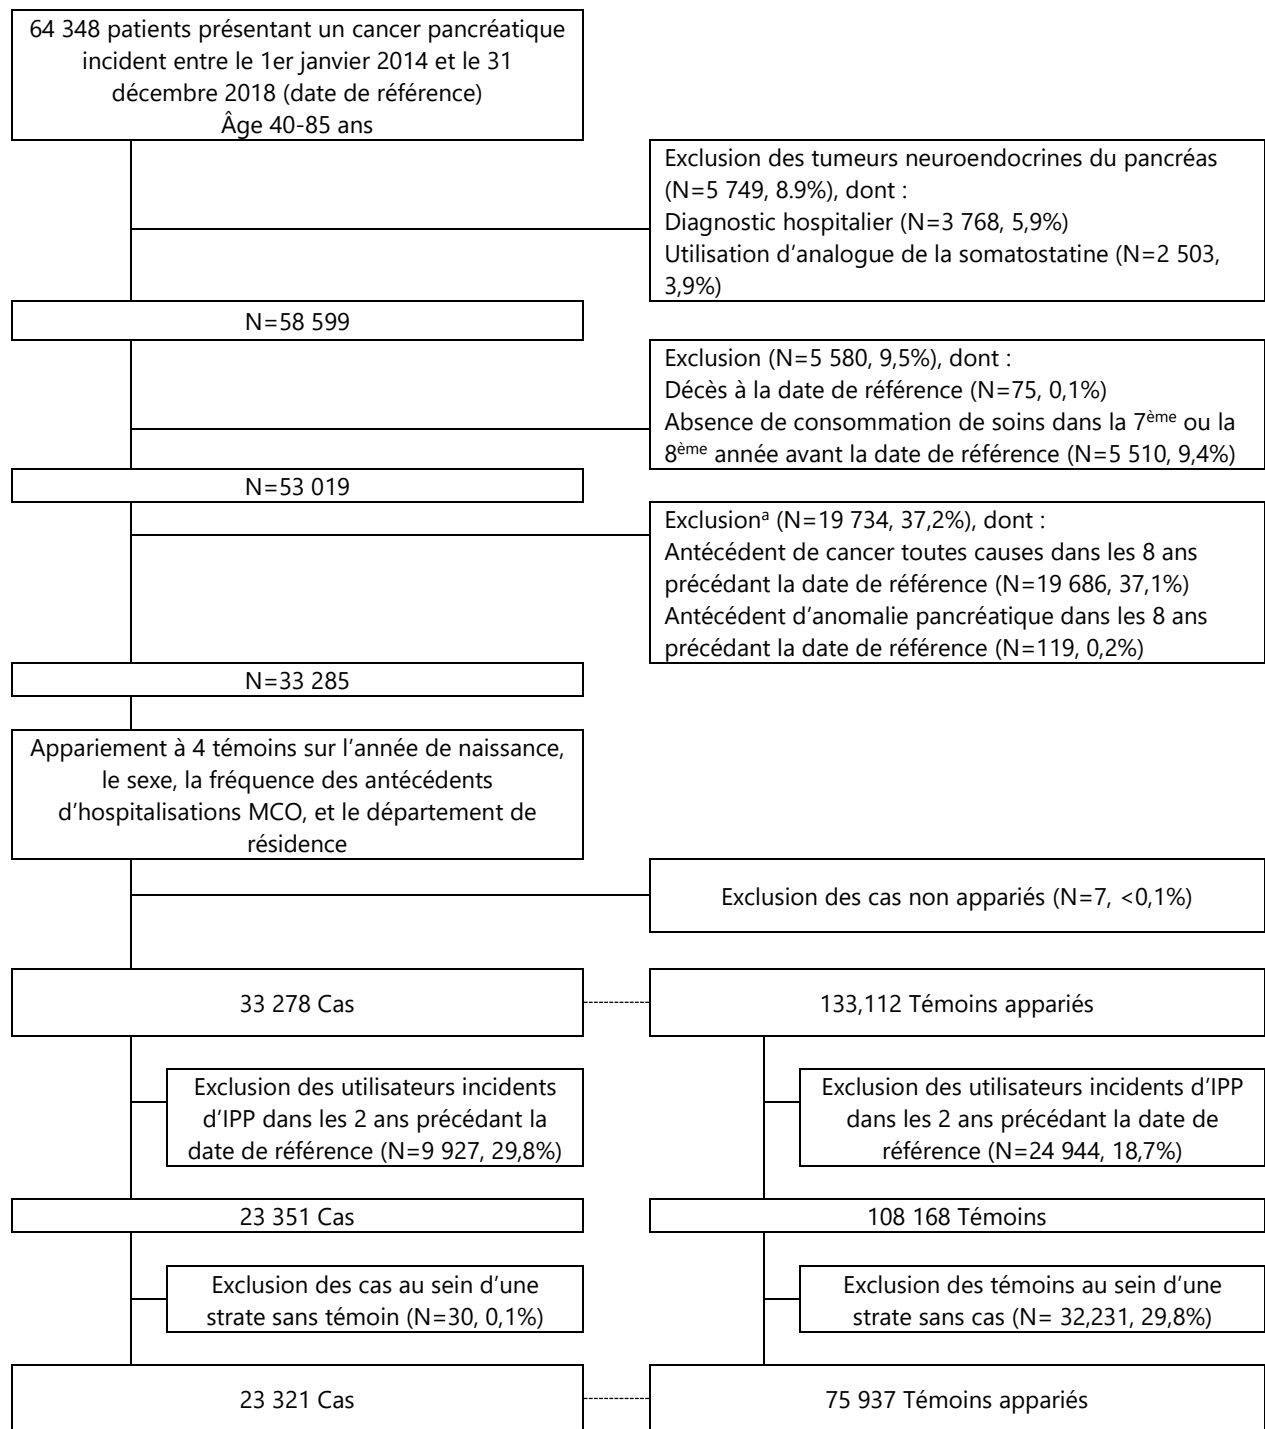 64 348 patients présentant un cancer pancréatique
incident entre le 1er janvier 2014 et le 31
décembre 2018 (date de référence)
Âge 40-85 ans
Exclusion des tumeurs neuroendocrines du pancréas
(N=5 749, 8.9%), dont :
Diagnostic hospitalier (N=3 768, 5,9%)
Utilisation d’analogue de la somatostatine (N=2 503,
3,9%)
N=58 599
Exclusion (N=5 580, 9,5%), dont :
Décès à la date de référence (N=75, 0,1%)
Absence de consommation de soins dans la 7ème ou la
8ème année avant la date de référence (N=5 510, 9,4%)
N=53 019
Exclusionᵃ (N=19 734, 37,2%), dont :
Antécédent de cancer toutes causes dans les 8 ans
précédant la date de référence (N=19 686, 37,1%)
Antécédent d’anomalie pancréatique dans les 8 ans
précédant la date de référence (N=119, 0,2%)
N=33 285
Appariement à 4 témoins sur l’année de naissance,
le sexe, la fréquence des antécédents
d’hospitalisations MCO, et le département de
résidence
Exclusion des cas non appariés (N=7, <0,1%)
33 278 Cas
133,112 Témoins appariés
Exclusion des utilisateurs incidents
d’IPP dans les 2 ans précédant la
date de référence (N=9 927, 29,8%)
Exclusion des utilisateurs incidents d’IPP
dans les 2 ans précédant la date de
référence (N=24 944, 18,7%)
23 351 Cas
108 168 Témoins
Exclusion des cas au sein d’une
strate sans témoin (N=30, 0,1%)
Exclusion des témoins au sein d’une
strate sans cas (N= 32,231, 29,8%)
23 321 Cas
75 937 Témoins appariés